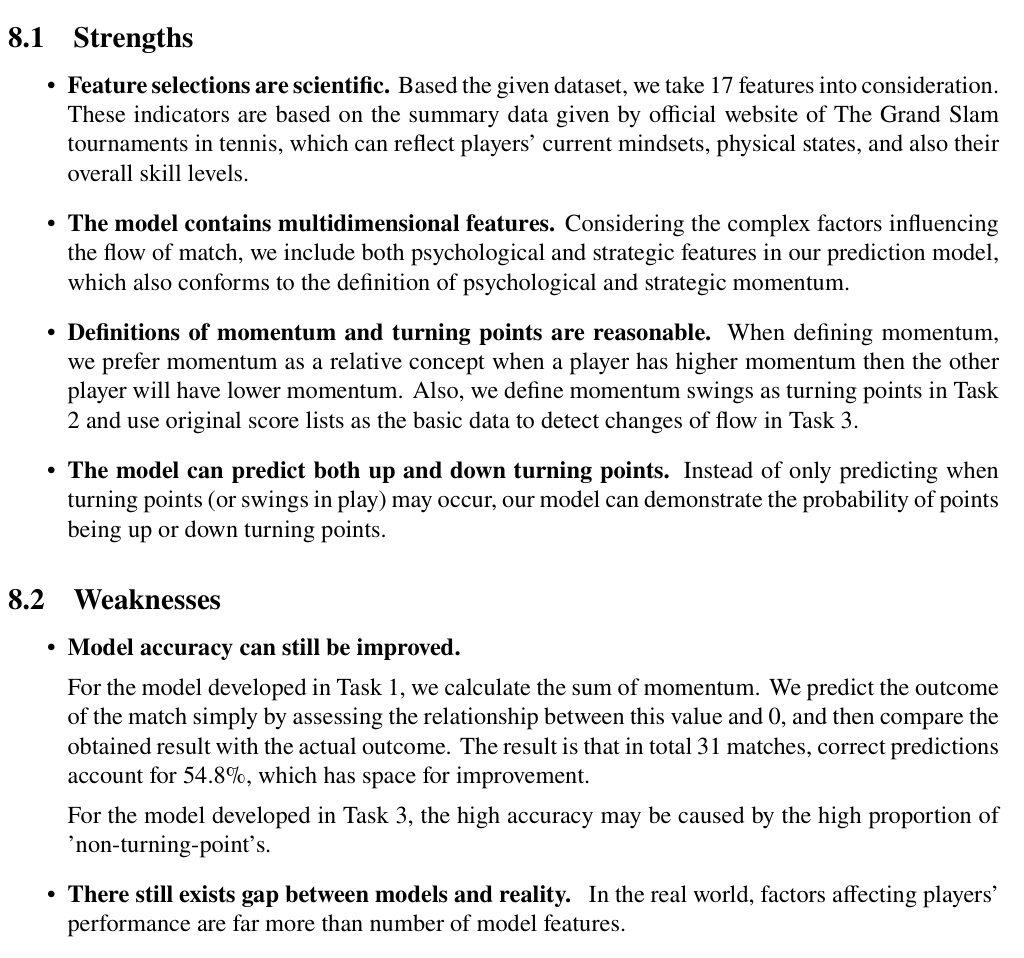 8.1 Strengths
• Feature selections are scientific. Based the given dataset, we take 17 features into consideration.
These indicators are based on the summary data given by official website of The Grand Slam
tournaments in tennis, which can reflect players' current mindsets, physical states, and also their
overall skill levels.
• The model contains multidimensional features. Considering the complex factors influencing
the flow of match, we include both psychological and strategic features in our prediction model,
which also conforms to the definition of psychological and strategic momentum.
• Definitions of momentum and turning points are reasonable. When defining momentum,
we prefer momentum as a relative concept when a player has higher momentum then the other
player will have lower momentum. Also, we define momentum swings as turning points in Task
2 and use original score lists as the basic data to detect changes of flow in Task 3.
• The model can predict both up and down turning points. Instead of only predicting when
turning points (or swings in play) may occur, our model can demonstrate the probability of points
being up or down turning points.
8.2 Weaknesses
• Model accuracy can still be improved.
For the model developed in Task 1, we calculate the sum of momentum. We predict the outcome
of the match simply by assessing the relationship between this value and 0, and then compare the
obtained result with the actual outcome. The result is that in total 31 matches, correct predictions
account for 54.8%, which has space for improvement.
For the model developed in Task 3, the high accuracy may be caused by the high proportion of
'non-turning-point's.
• There still exists gap between models and reality. In the real world, factors affecting players'
performance are far more than number of model features.